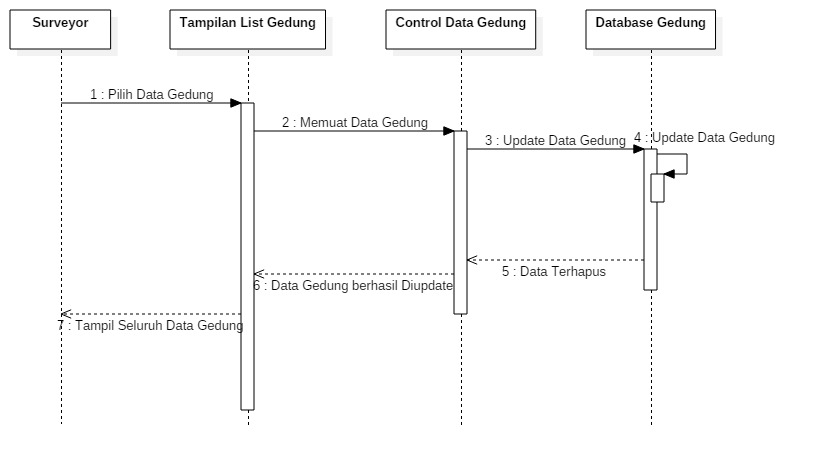 Surveyor
Tampilan List Gedung
Control Data Gedung
Database Gedung
1 : Pilih Data Gedung
2 : Memuat Data Gedung
3 : Update Data Gedung
4 : Update Data Gedung
5 : Data Terhapus
6 : Data Gedung berhasil Diupdate
7 : Tampil Seluruh Data Gedung